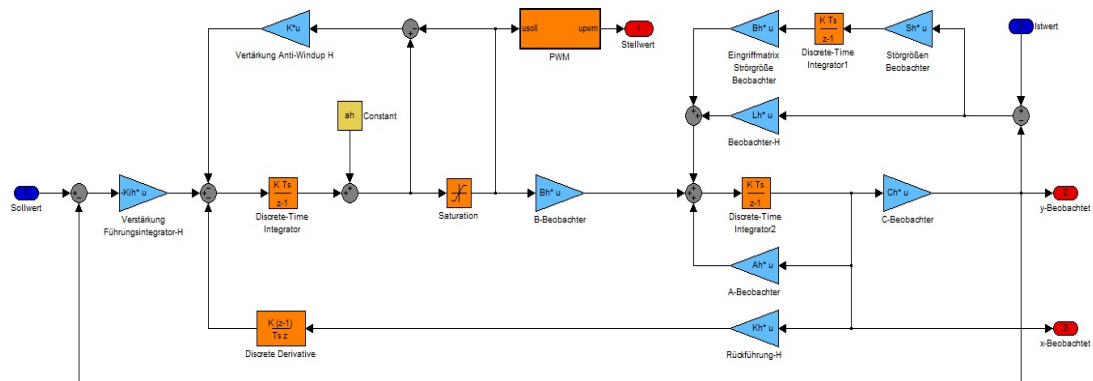 K*u
Vertärkung Anti-Windup H
usoll
upwm
PWM
1
Stellwert
Bh* u
Eingriffmatrix
Strörgröße
Beobachter
K Ts
z-1
Discrete-Time
Integrator1
Sh* u
Störgrößen
Beobachter
Istwert
ah
Constant
Lh* u
Beobachter-H
Sollwert
-Kih* u
Verstärkung
Führungsintegrator-H
K Ts
z-1
Discrete-Time
Integrator
Saturation
Bh* u
B-Beobachter
K Ts
z-1
Discrete-Time
Integrator2
Ch* u
C-Beobachter
2
y-Beobachtet
Ah* u
A-Beobachter
K (z-1)
Ts z
Discrete Derivative
Kh* u
Rückführung-H
3
x-Beobachtet